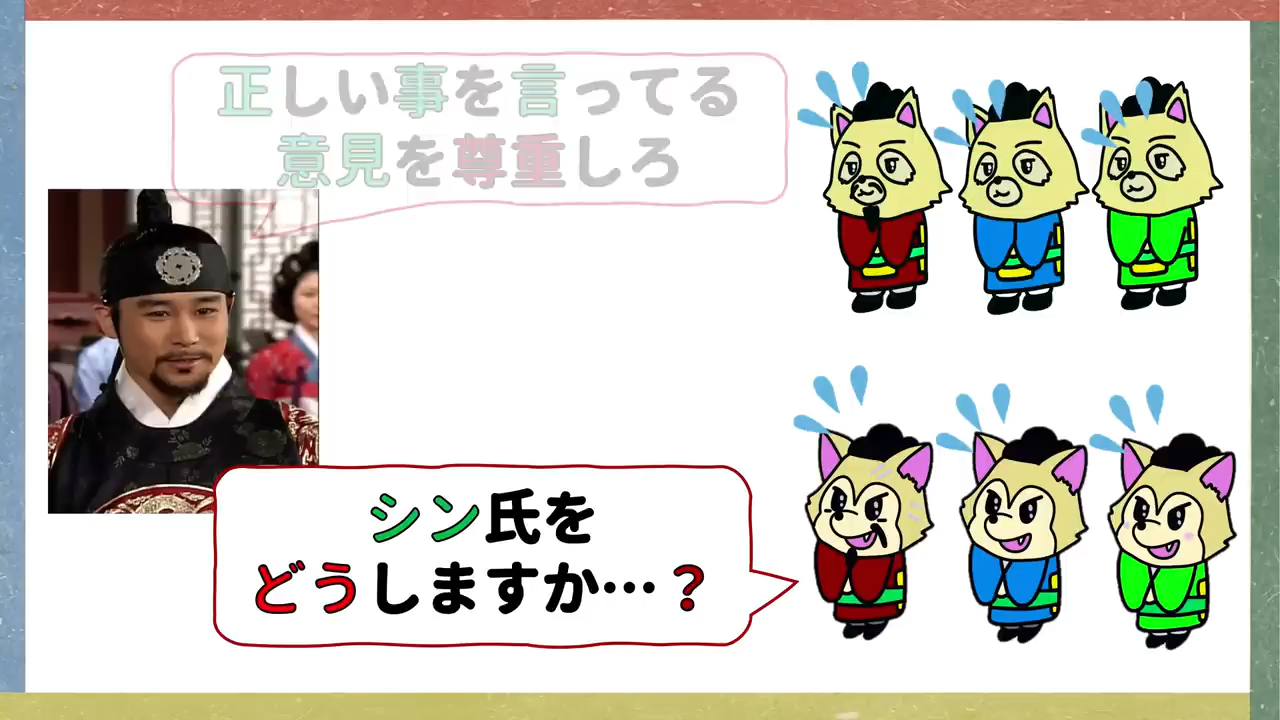 正しい事を言ってる
意見を尊重しろ
シン氏を
どうしますか…？